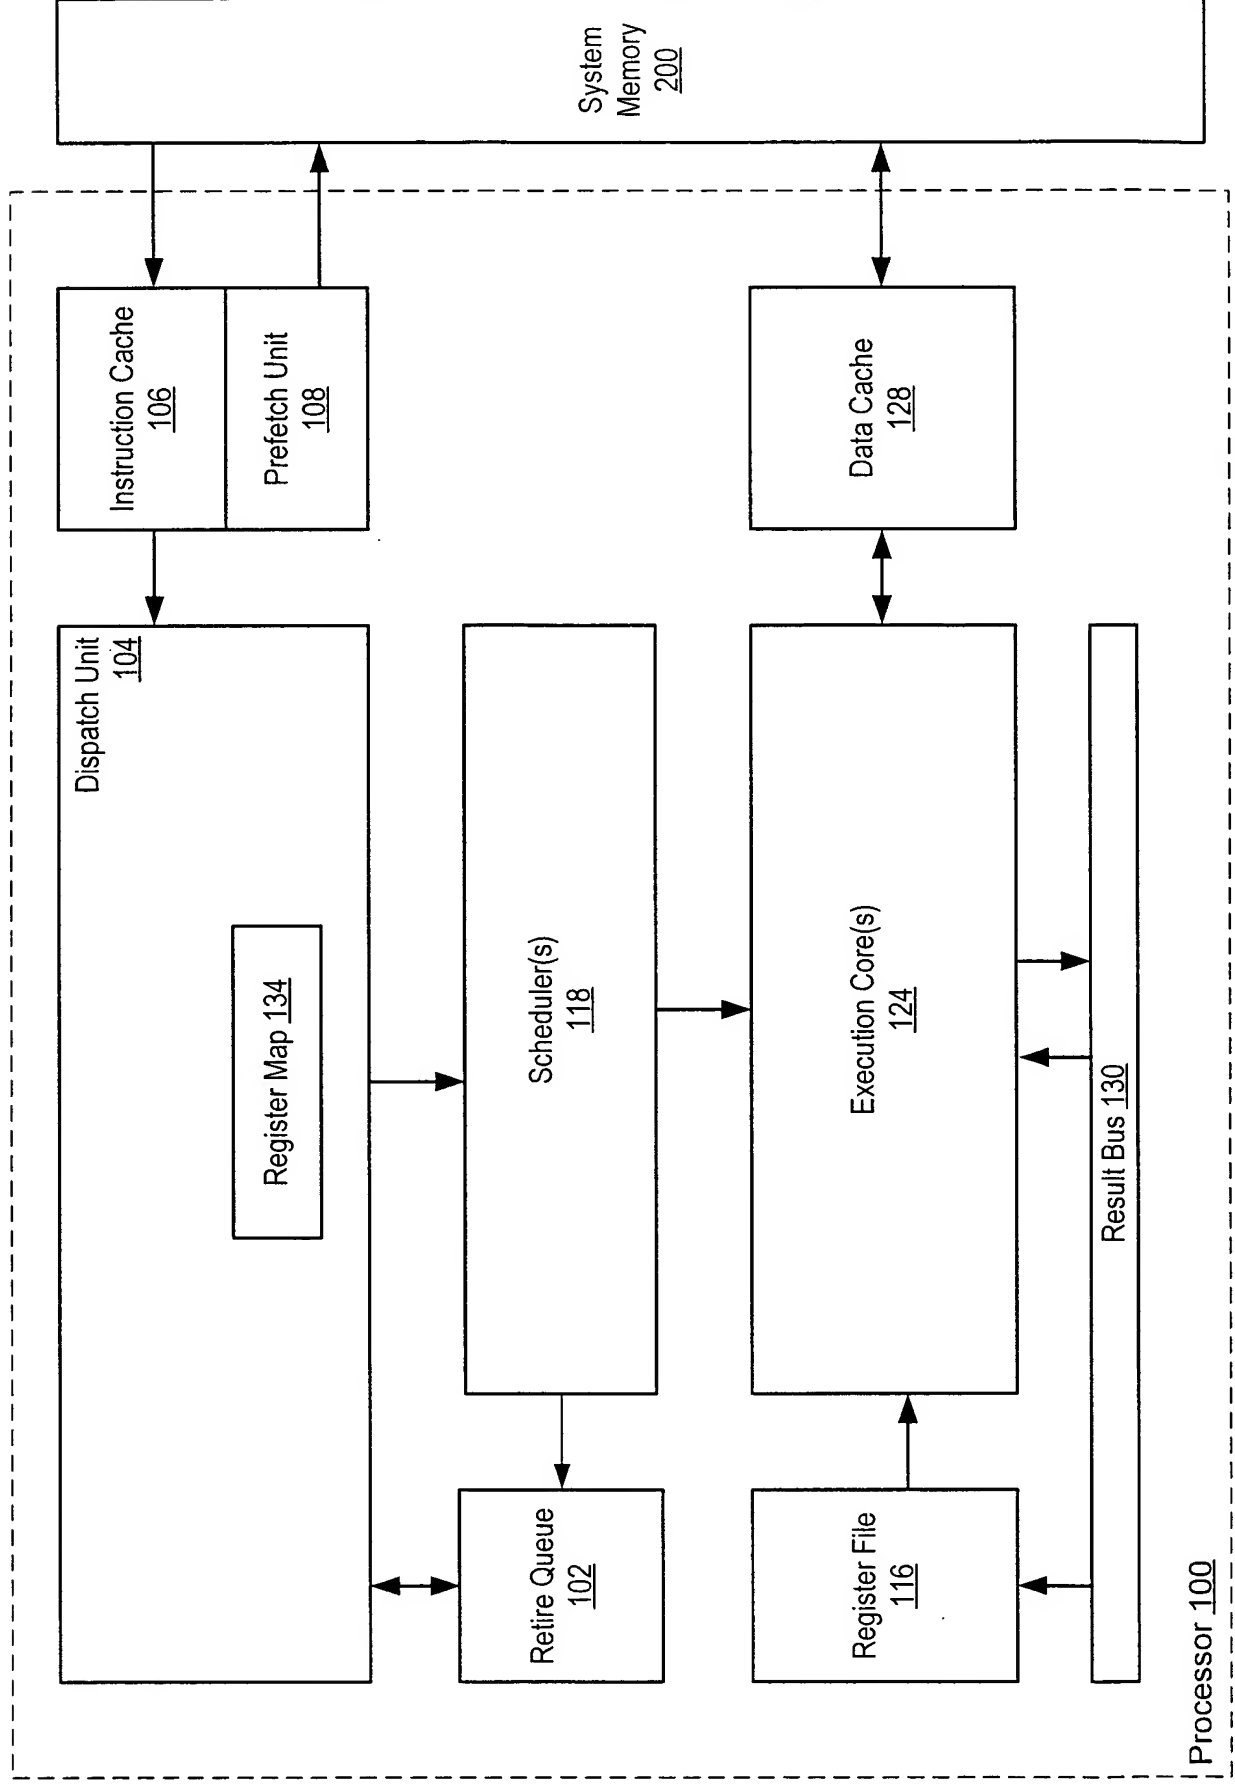 System
Memory
200
Instruction Cache
106
Prefetch Unit
108
Data Cache
128
Dispatch Unit
104
Register Map 134
Scheduler(s)
118
Execution Core(s)
124
Result Bus 130
Retire Queue
102
Register File
116
Processor 100